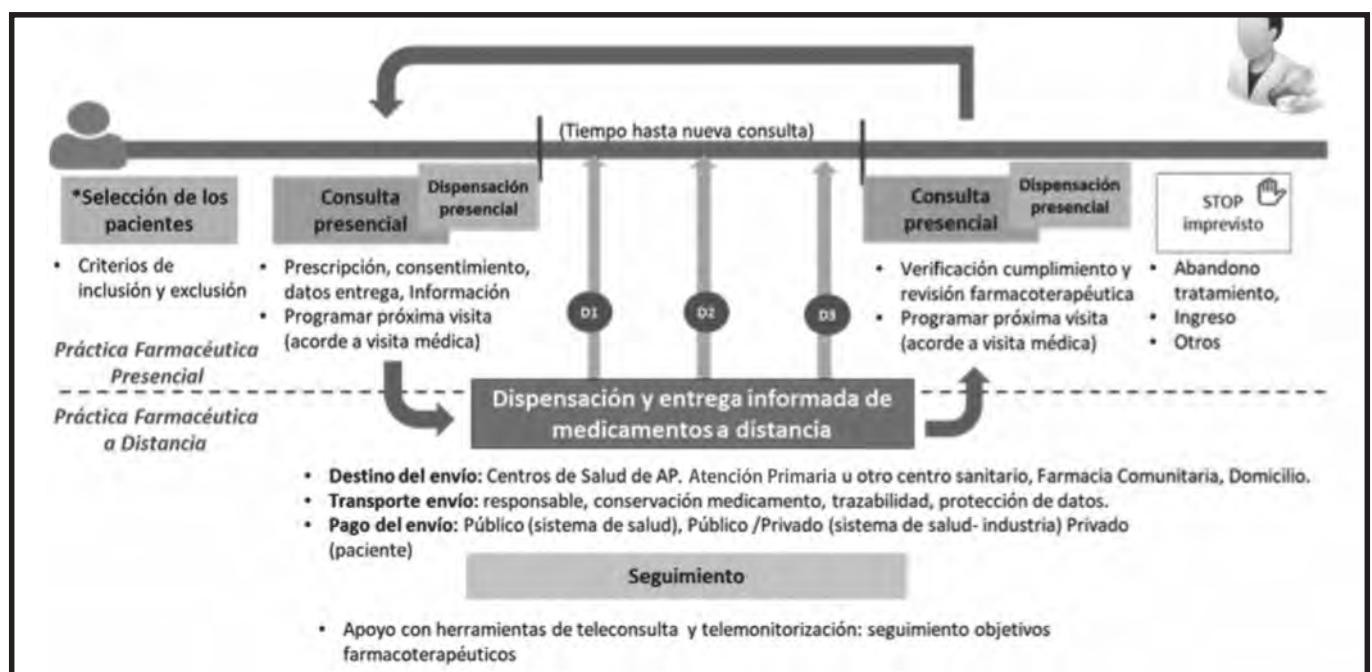 (Tiempo hasta nueva consulta)
*Selección de los
pacientes
• Criterios de
inclusión y exclusión
Consulta
presencial
Dispensación
presencial
• Prescripción, consentimiento,
datos entrega, Información
• Programar próxima visita
(acorde a visita médica)
D1
D2
D3
Consulta
presencial
Dispensación
presencial
• Verificación cumplimiento y
revisión farmacoterapéutica
• Programar próxima visita
(acorde a visita médica)
STOP
imprevisto
• Abandono
tratamiento,
• Ingreso
• Otros
Práctica Farmacéutica
Presencial
Práctica Farmacéutica
a Distancia
Dispensación y entrega informada de
medicamentos a distancia
• Destino del envío: Centros de Salud de AP. Atención Primaria u otro centro sanitario, Farmacia Comunitaria, Domicilio.
• Transporte envío: responsable, conservación medicamento, trazabilidad, protección de datos.
• Pago del envío: Público (sistema de salud), Público /Privado (sistema de salud- industria) Privado
(paciente)
Seguimiento
• Apoyo con herramientas de teleconsulta y telemonitorización: seguimiento objetivos
farmacoterapéuticos